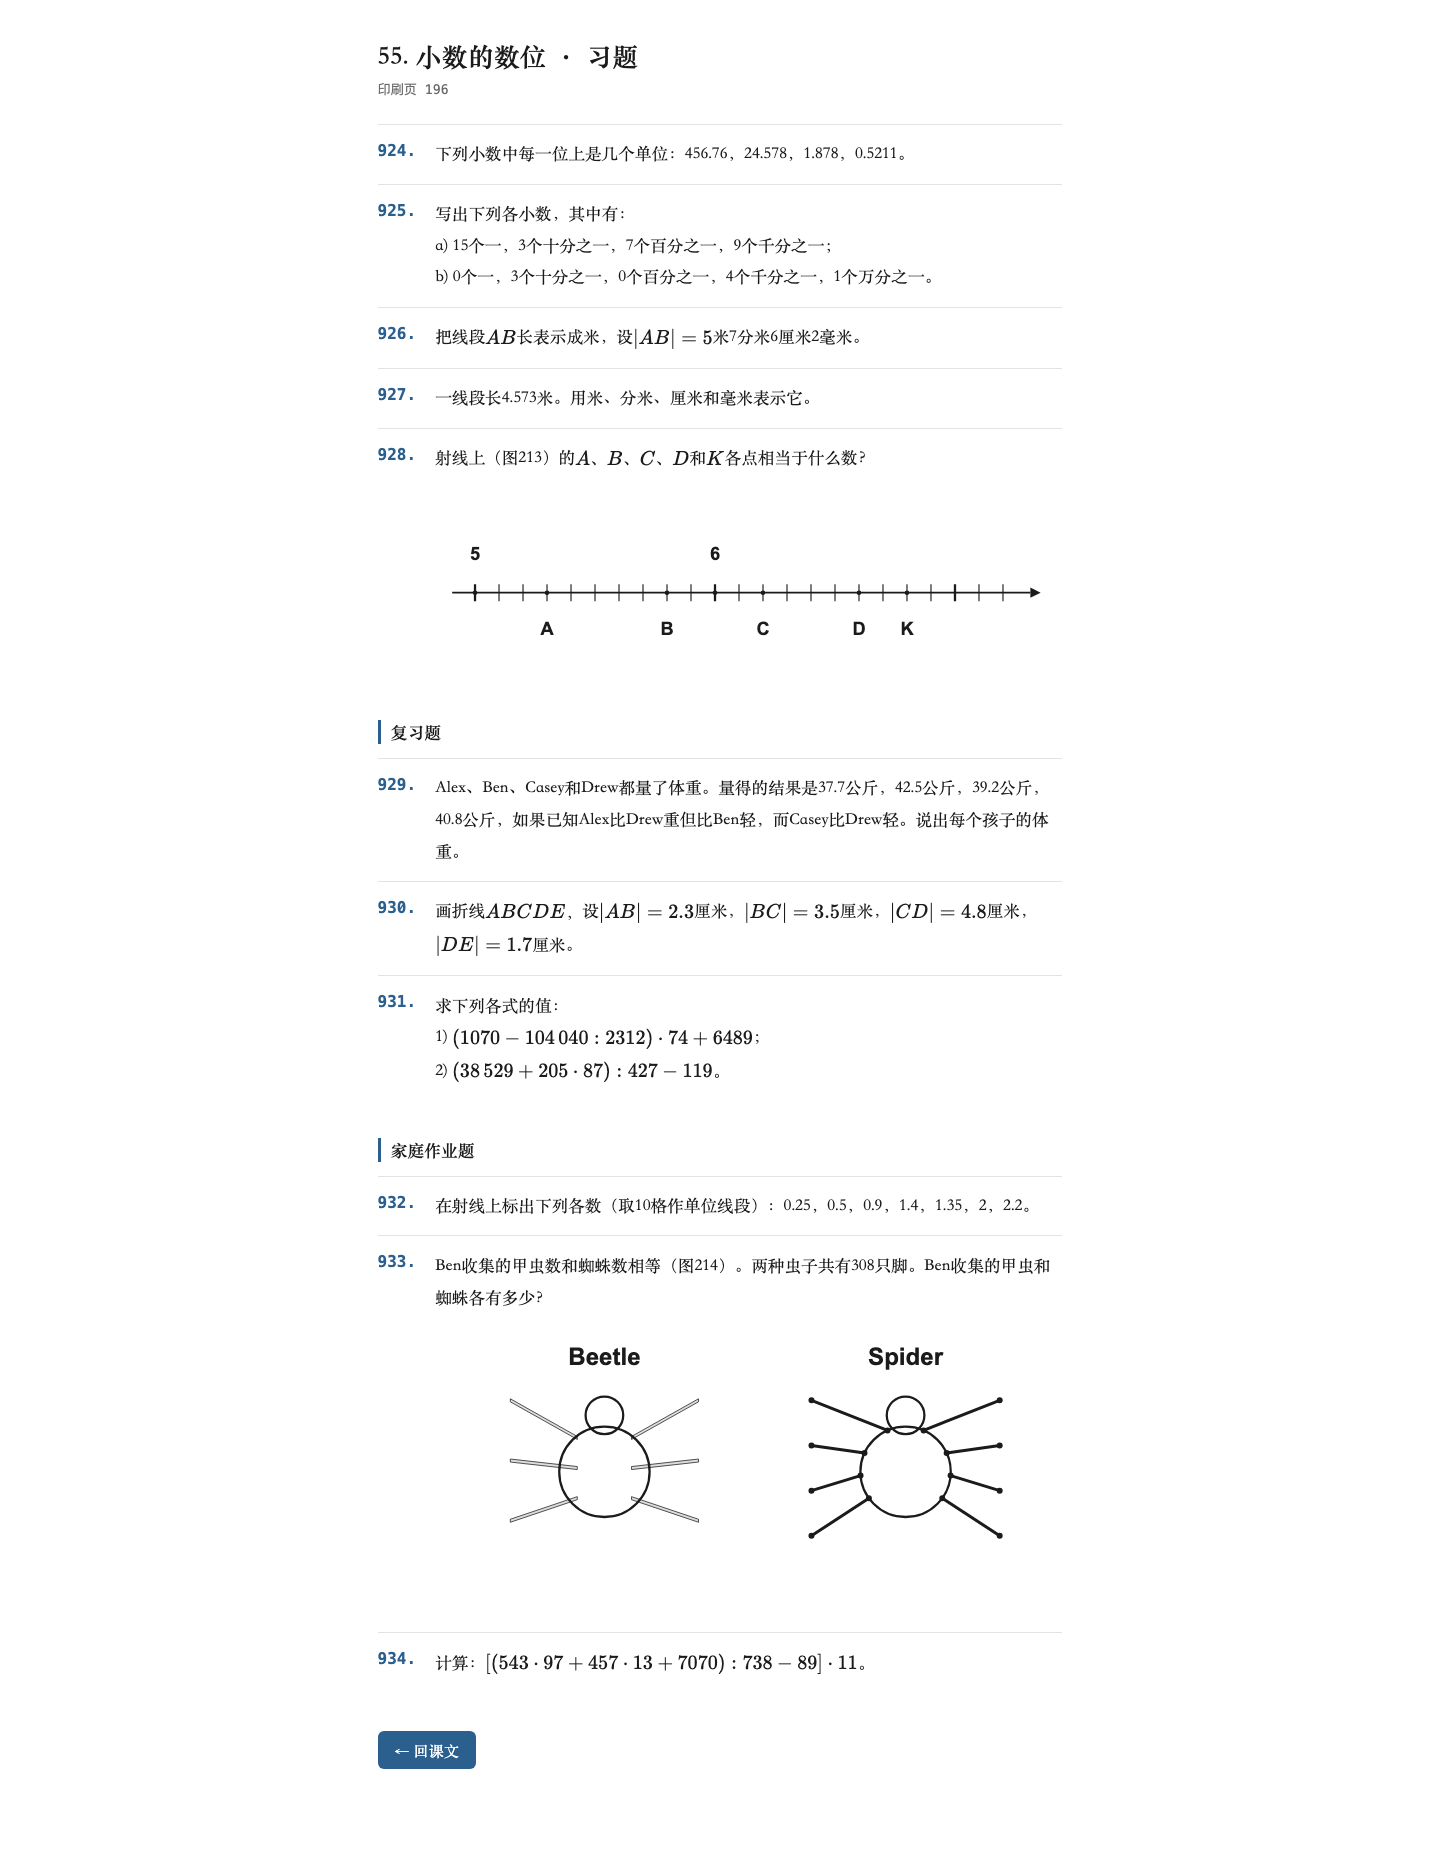 55. 小数的数位 · 习题
印刷页 196
924. 下列小数中每一位上是几个单位：456.76，24.578，1.878，0.5211。
925. 写出下列各小数，其中有：
a) 15个一，3个十分之一，7个百分之一，9个千分之一；
b) 0个一，3个十分之一，0个百分之一，4个千分之一，1个万分之一。
926. 把线段AB长表示成米，设|AB| = 5米7分米6厘米2毫米。
927. 一线段长4.573米。用米、分米、厘米和毫米表示它。
928. 射线上（图213）的A、B、C、D和K各点相当于什么数？
5 6
A B C D K
复习题
929. Alex、Ben、Casey和Drew都量了体重。量得的结果是37.7公斤，42.5公斤，39.2公斤，
40.8公斤，如果已知Alex比Drew重但比Ben轻，而Casey比Drew轻。说出每个孩子的体
重。
930. 画折线ABCDE，设|AB| = 2.3厘米，|BC| = 3.5厘米，|CD| = 4.8厘米，
|DE| = 1.7厘米。
931. 求下列各式的值：
1) (1070 − 104 040 : 2312) · 74 + 6489；
2) (38 529 + 205 · 87) : 427 − 119。
家庭作业题
932. 在射线上标出下列各数（取10格作单位线段）：0.25，0.5，0.9，1.4，1.35，2，2.2。
933. Ben收集的甲虫数和蜘蛛数相等（图214）。两种虫子共有308只脚。Ben收集的甲虫和
蜘蛛各有多少？
Beetle Spider
934. 计算：[(543 · 97 + 457 · 13 + 7070) : 738 − 89] · 11。
← 回课文